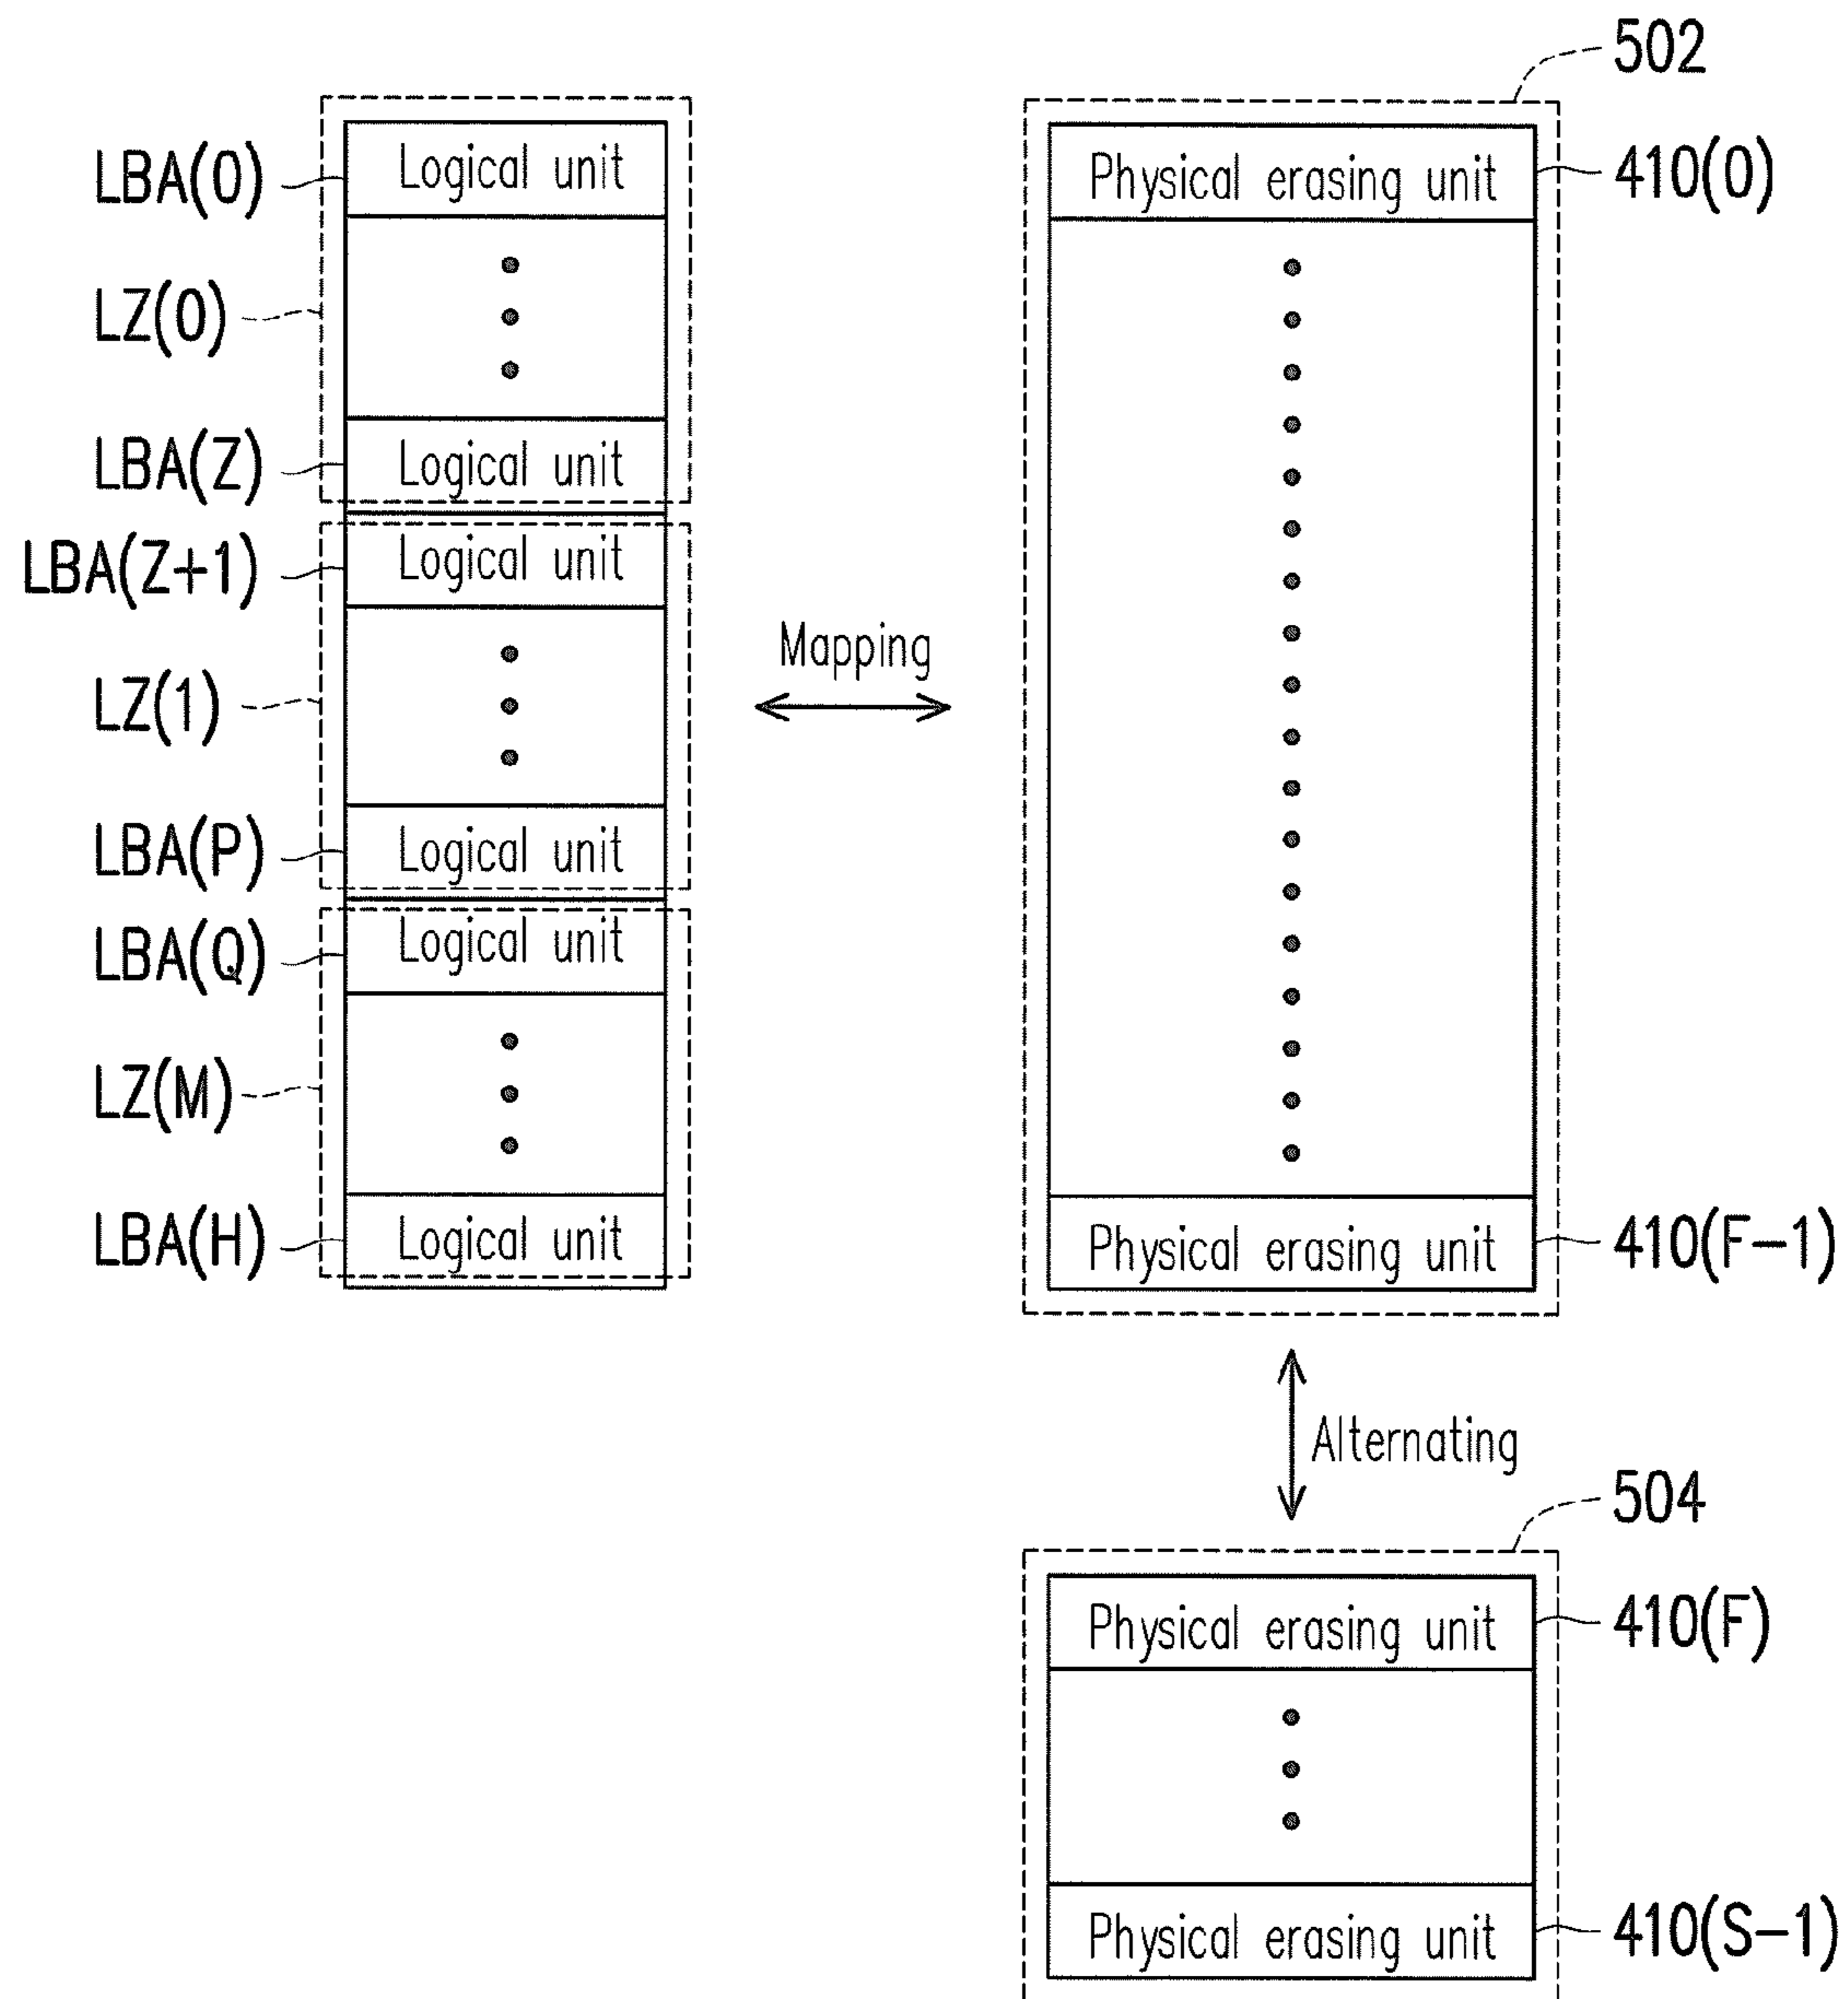 502
LBA(0)
Logical unit
Physical erasing unit
410(0)
LZ(0)
LBA(Z)
Logical unit
LBA(Z+1)
Logical unit
Mapping
LZ(1)
LBA(P)
Logical unit
LBA(Q)
Logical unit
LZ(M)
LBA(H)
Logical unit
Physical erasing unit
410(F-1)
Alternating
504
Physical erasing unit
410(F)
Physical erasing unit
410(S-1)